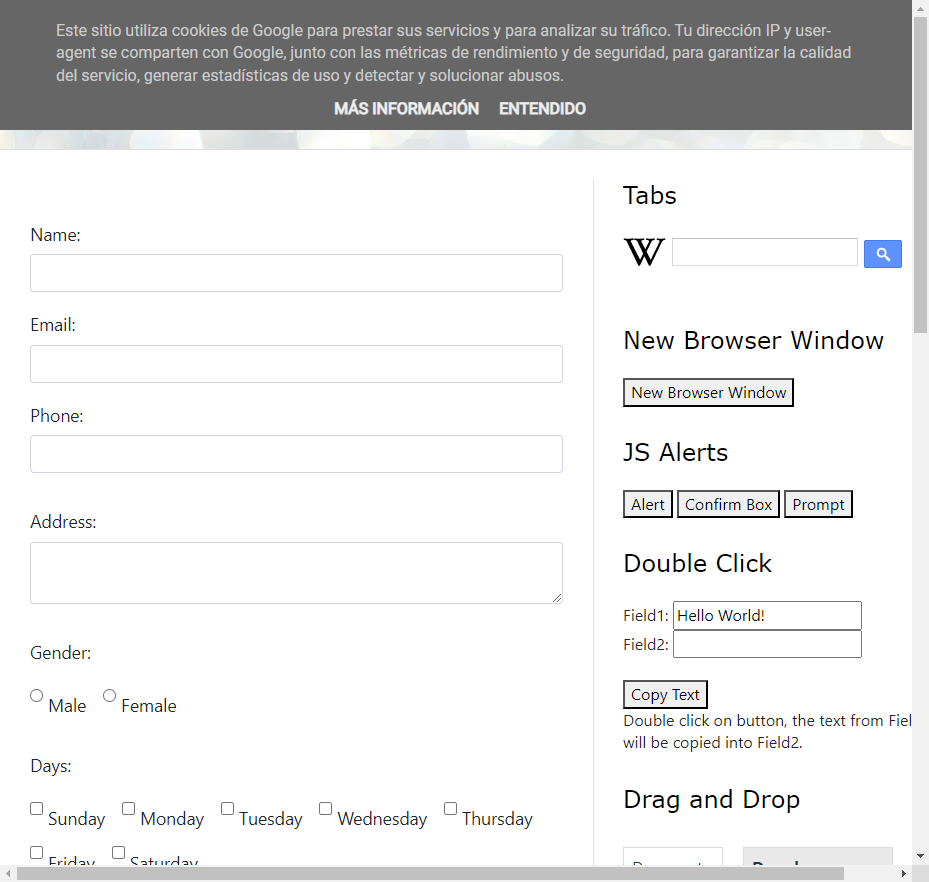 Este sitio utiliza cookies de Google para prestar sus servicios y para analizar su tráfico. Tu dirección IP y user-
agent se comparten con Google, junto con las métricas de rendimiento y de seguridad, para garantizar la calidad
del servicio, generar estadísticas de uso y detectar y solucionar abusos.
MÁS INFORMACIÓN ENTENDIDO
Name:
Email:
Phone:
Address:
Gender:
Male Female
Days:
Sunday Monday Tuesday Wednesday Thursday
Friday Saturday
Tabs
W
New Browser Window
New Browser Window
JS Alerts
Alert Confirm Box Prompt
Double Click
Field1: Hello World!
Field2:
Copy Text
Double click on button, the text from Fiel
will be copied into Field2.
Drag and Drop